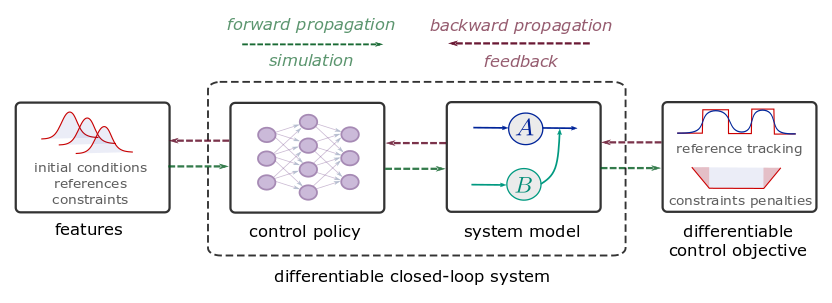 forward propagation
simulation
backward propagation
feedback
initial conditions
references
constraints
features
control policy
A
B
system model
reference tracking
constraints penalties
differentiable
control objective
differentiable closed-loop system